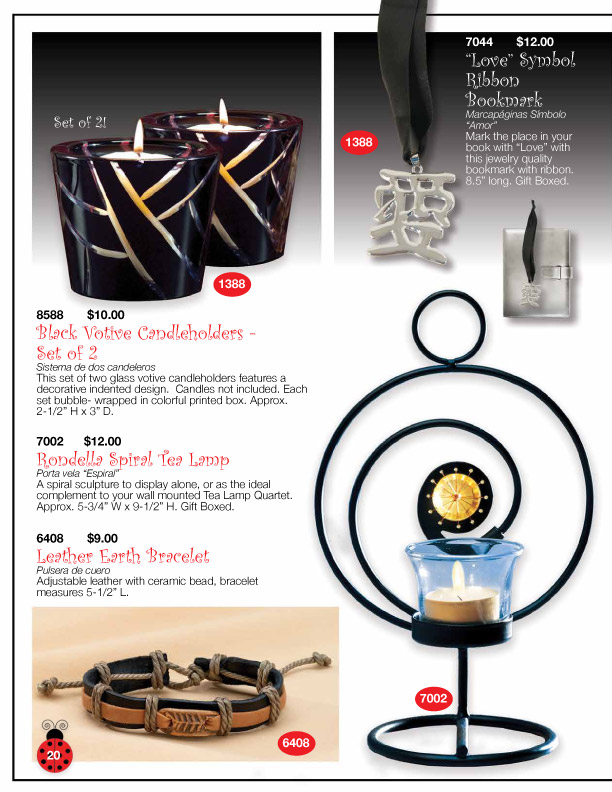 Set of 2!
1388
8588 $10.00
Black Votive Candleholders -
Set of 2
Sistema de dos candeleros
This set of two glass votive candleholders features a
decorative indented design. Candles not included. Each
set bubble- wrapped in colorful printed box. Approx.
2-1/2" H x 3" D.
7002 $12.00
Rondella Spiral Tea Lamp
Porta vela "Espiral"
A spiral sculpture to display alone, or as the ideal
complement to your wall mounted Tea Lamp Quartet.
Approx. 5-3/4" W x 9-1/2" H. Gift Boxed.
6408 $9.00
Leather Earth Bracelet
Pulsera de cuero
Adjustable leather with ceramic bead, bracelet
measures 5-1/2" L.
6408
20
7044 $12.00
"Love" Symbol
Ribbon
Bookmark
Marcapáginas Símbolo
"Amor"
Mark the place in your
book with "Love" with
this jewelry quality
bookmark with ribbon.
8.5" long. Gift Boxed.
1388
7002